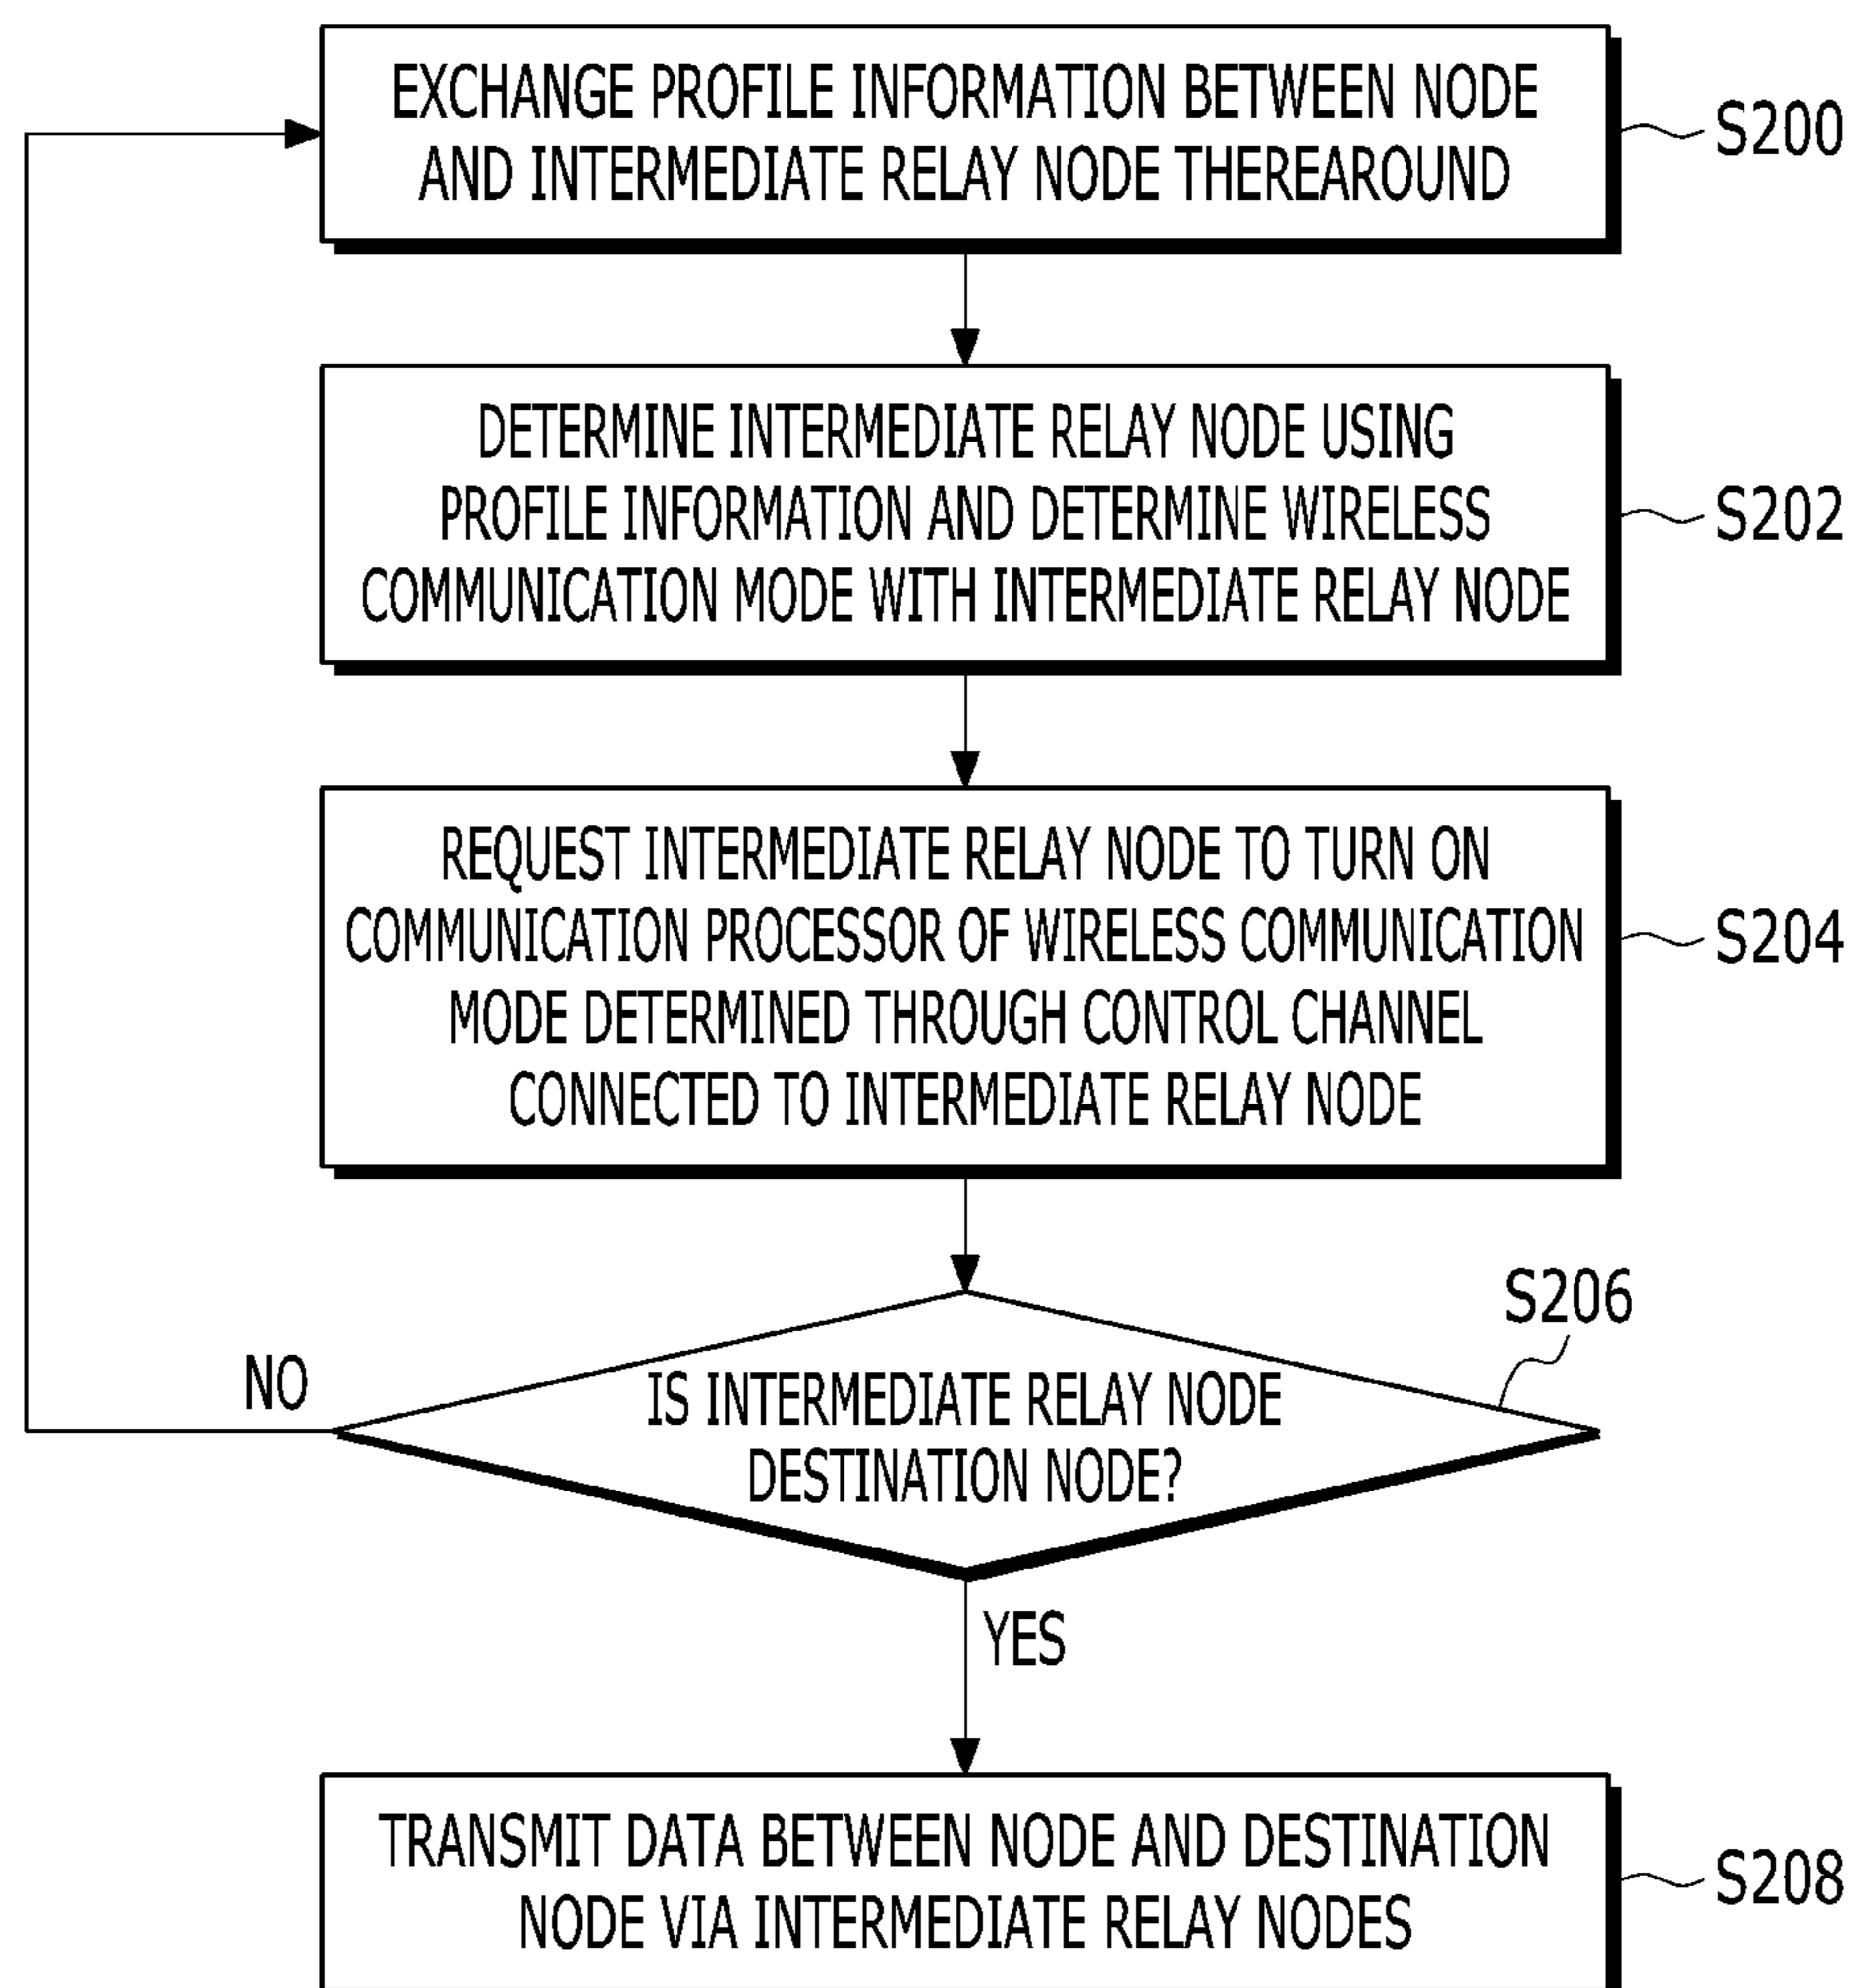 EXCHANGE PROFILE INFORMATION BETWEEN NODE
AND INTERMEDIATE RELAY NODE THEREAROUND
S200
DETERMINE INTERMEDIATE RELAY NODE USING
PROFILE INFORMATION AND DETERMINE WIRELESS
COMMUNICATION MODE WITH INTERMEDIATE RELAY NODE
S202
REQUEST INTERMEDIATE RELAY NODE TO TURN ON
COMMUNICATION PROCESSOR OF WIRELESS COMMUNICATION
MODE DETERMINED THROUGH CONTROL CHANNEL
CONNECTED TO INTERMEDIATE RELAY NODE
S204
S206
NO
IS INTERMEDIATE RELAY NODE
DESTINATION NODE?
YES
TRANSMIT DATA BETWEEN NODE AND DESTINATION
NODE VIA INTERMEDIATE RELAY NODES
S208